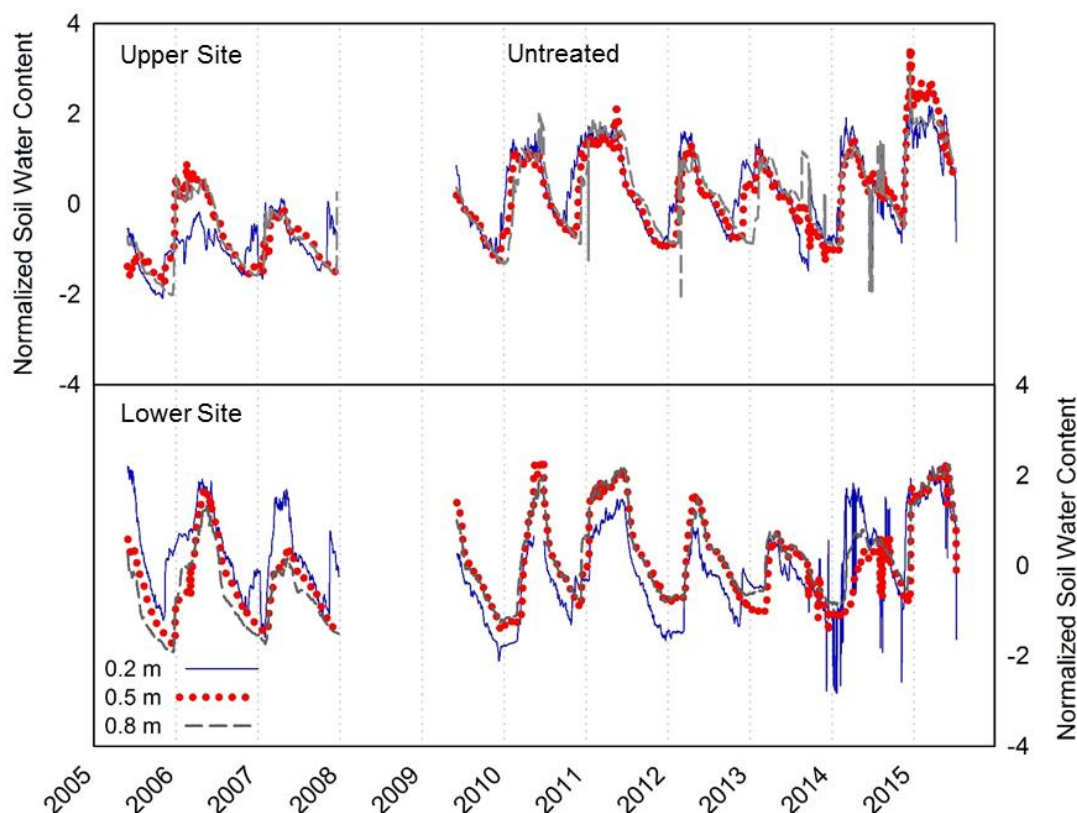 4
Upper Site
Untreated
2
0
-2
-4
Normalized Soil Water Content
Lower Site
4
2
0
-2
-4
Normalized Soil Water Content
0.2 m
0.5 m
0.8 m
2005
2006
2007
2008
2009
2010
2011
2012
2013
2014
2015